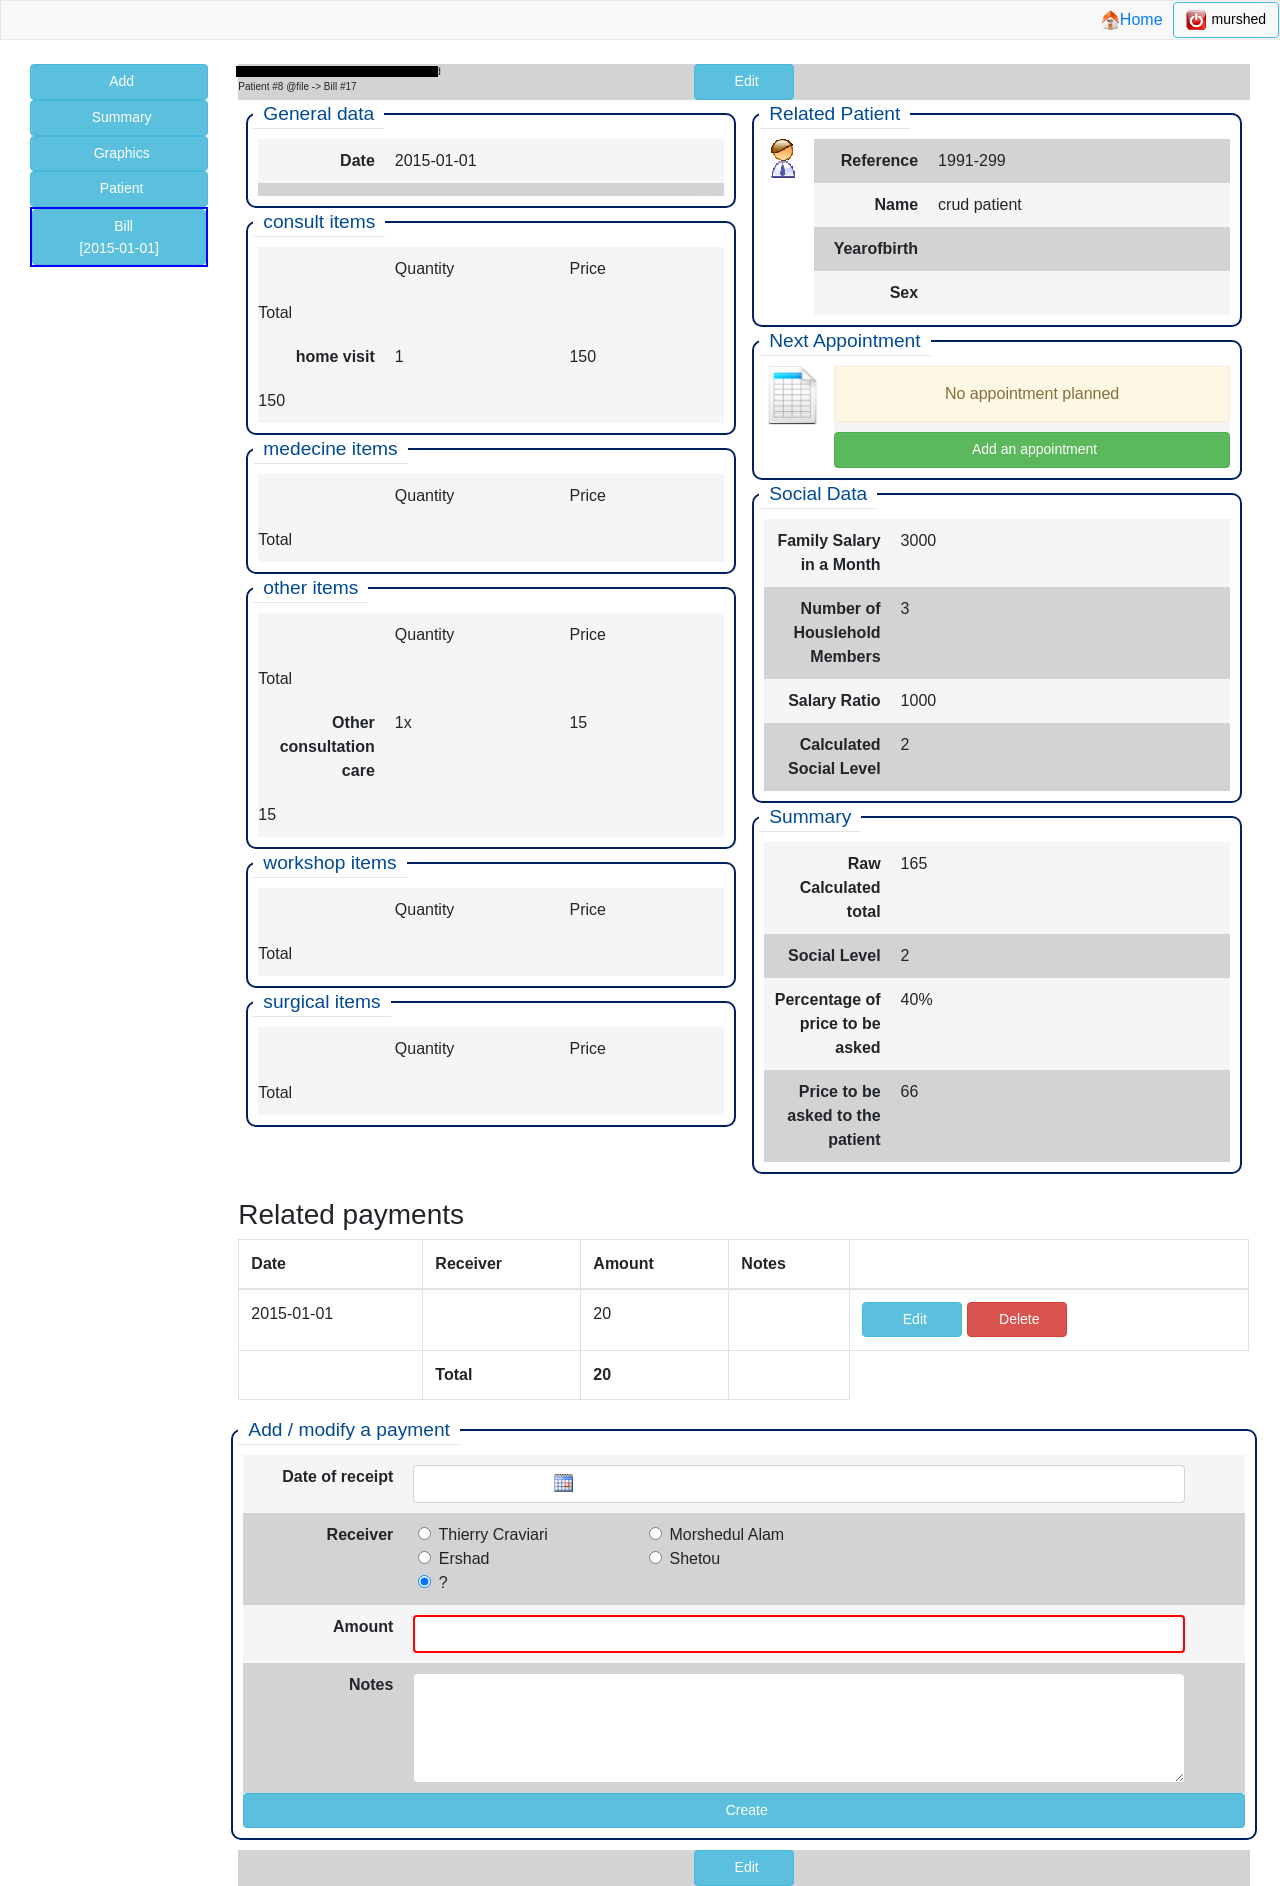 Home murshed
Add
Summary
Graphics
Patient
Bill
[2015-01-01]
Patient #8 @file -> Bill #17
Edit
General data
Date 2015-01-01
consult items
Quantity Price
Total
home visit 1 150
150
medecine items
Quantity Price
Total
other items
Quantity Price
Total
Other 1x 15
consultation
care
15
workshop items
Quantity Price
Total
surgical items
Quantity Price
Total
Related Patient
Reference 1991-299
Name crud patient
Yearofbirth
Sex
Next Appointment
No appointment planned
Add an appointment
Social Data
Family Salary 3000
in a Month
Number of 3
Houslehold
Members
Salary Ratio 1000
Calculated 2
Social Level
Summary
Raw 165
Calculated
total
Social Level 2
Percentage of 40%
price to be
asked
Price to be 66
asked to the
patient
Related payments
Date Receiver Amount Notes
2015-01-01 20 Edit Delete
Total 20
Add / modify a payment
Date of receipt
Receiver Thierry Craviari Morshedul Alam
Ershad Shetou
?
Amount
Notes
Create
Edit